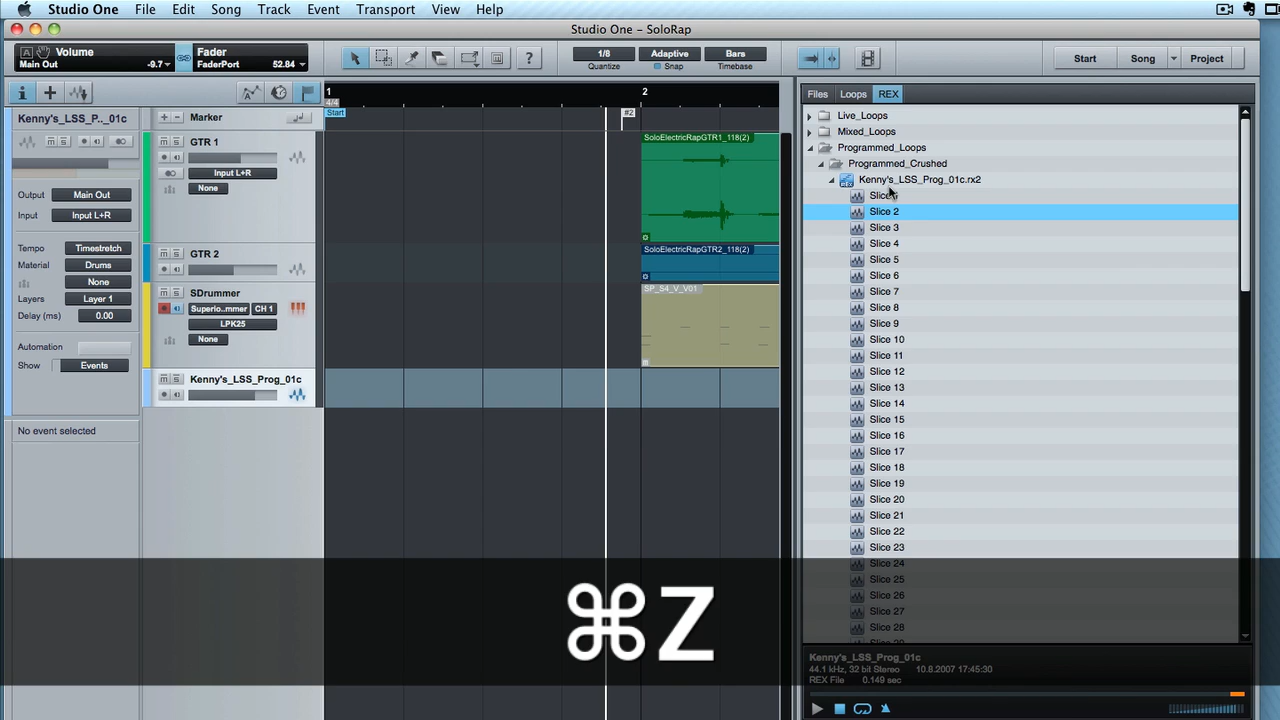 Studio One File Edit Song Track Event Transport View Help
Studio One – SoloRap
Volume
Main Out -9.7
Fader
FaderPort 52.84
1/8
Quantize
Adaptive
Snap
Bars
Timebase
Start Song Project
Files Loops REX
Kenny's_LSS_P.._01c
Output Main Out
Input Input L+R
Tempo Timestretch
Material Drums
None
Layers Layer 1
Delay (ms) 0.00
Automation
Show Events
No event selected
Marker
GTR 1
Input L+R
None
GTR 2
SDrummer
Superio..mmer CH 1
LPK25
None
Kenny's_LSS_Prog_01c
1 2
4/4
Start #2
SoloElectricRapGTR1_118(2)
SoloElectricRapGTR2_118(2)
SP_S4_V_V01
Live_Loops
Mixed_Loops
Programmed_Loops
Programmed_Crushed
Kenny's_LSS_Prog_01c.rx2
Slice
Slice 2
Slice 3
Slice 4
Slice 5
Slice 6
Slice 7
Slice 8
Slice 9
Slice 10
Slice 11
Slice 12
Slice 13
Slice 14
Slice 15
Slice 16
Slice 17
Slice 18
Slice 19
Slice 20
Slice 21
Slice 22
Slice 23
Slice 24
Slice 25
Slice 26
Slice 27
Slice 28
Kenny's_LSS_Prog_01c
44.1 kHz, 32 bit Stereo 10.8.2007 17:45:30
REX File 0.149 sec
⌘Z